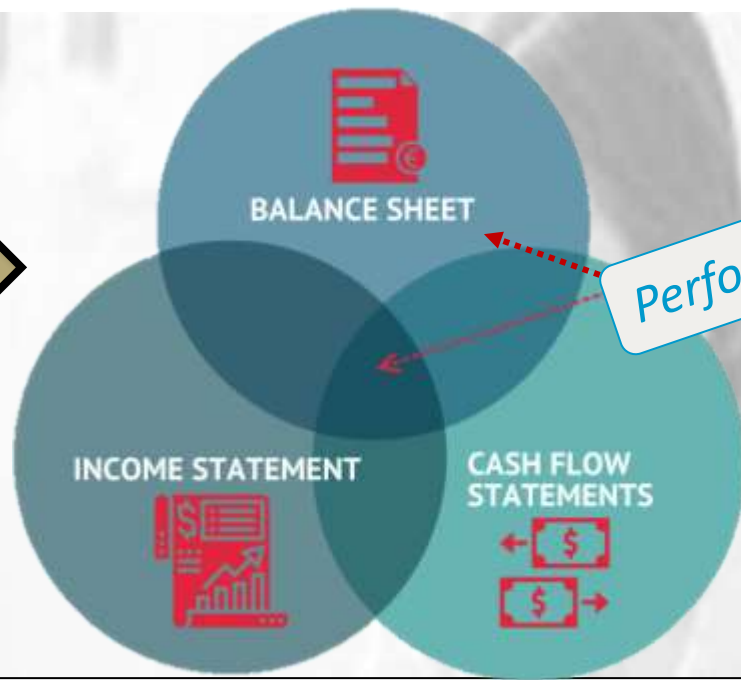 BALANCE SHEET
Perfo
INCOME STATEMENT
CASH FLOW
STATEMENTS
$
$
$
€